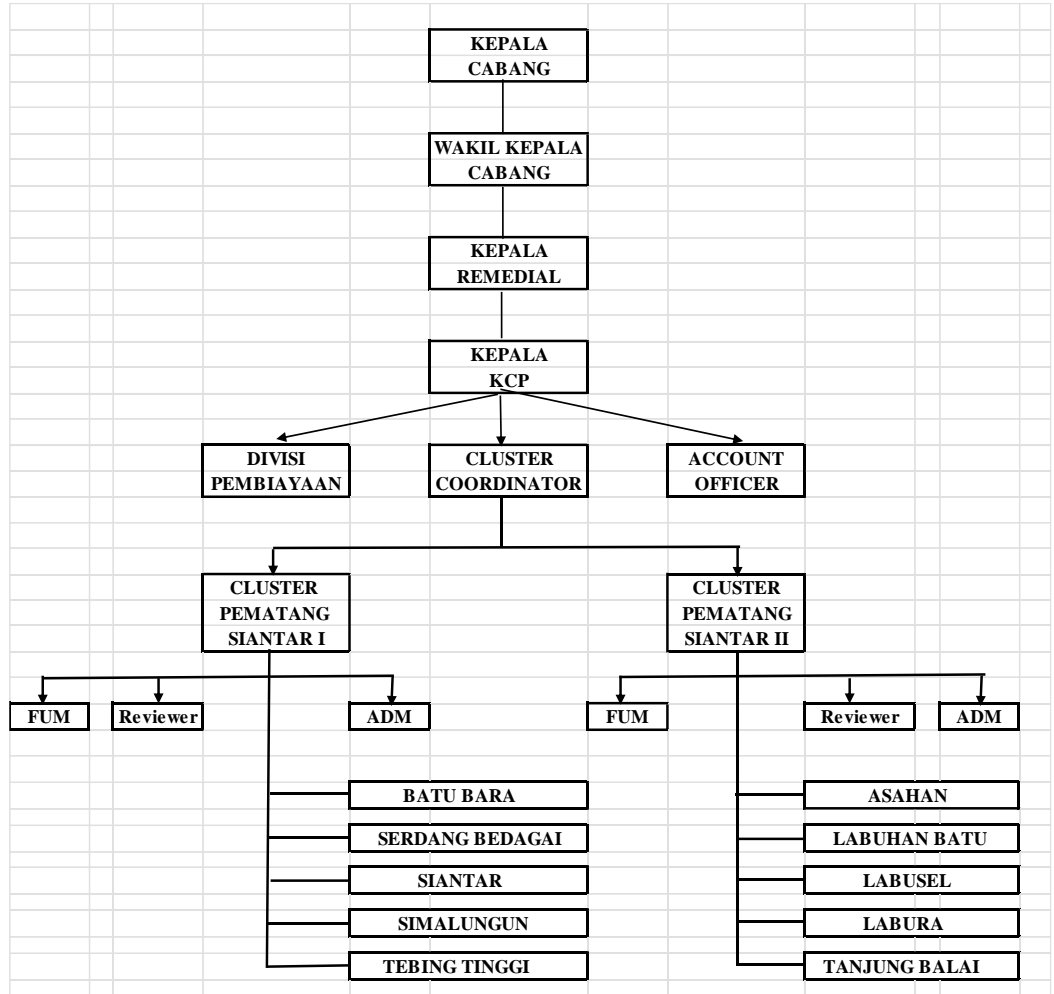 KEPALA
CABANG
WAKIL KEPALA
CABANG
KEPALA
REMEDIAL
KEPALA
KCP
DIVISI
PEMBIAYAAN
CLUSTER
COORDINATOR
ACCOUNT
OFFICER
CLUSTER
PEMATANG
SIANTAR I
CLUSTER
PEMATANG
SIANTAR II
FUM
Reviewer
ADM
FUM
Reviewer
ADM
BATU BARA
SERDANG BEDAGAI
SIANTAR
SIMALUNGUN
TEBING TINGGI
ASAHAN
LABUHAN BATU
LABUSEL
LABURA
TANJUNG BALAI